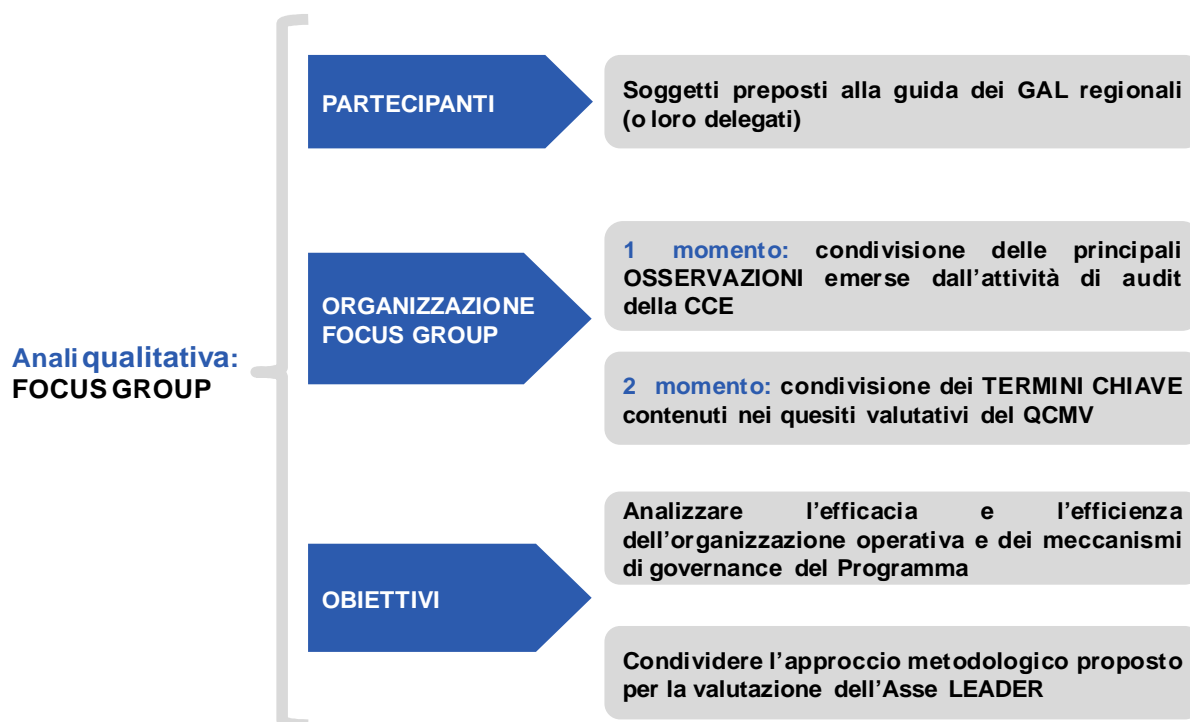 Anali qualitativa:
FOCUS GROUP
PARTECIPANTI
Soggetti preposti alla guida dei GAL regionali
(o loro delegati)
ORGANIZZAZIONE
FOCUS GROUP
1 momento: condivisione delle principali
OSSERVAZIONI emerse dall'attività di audit
della CCE
2 momento: condivisione dei TERMINI CHIAVE
contenuti nei quesiti valutativi del QCMV
OBIETTIVI
Analizzare l'efficacia e l'efficienza
dell'organizzazione operativa e dei meccanismi
di governance del Programma
Condividere l'approccio metodologico proposto
per la valutazione dell'Asse LEADER